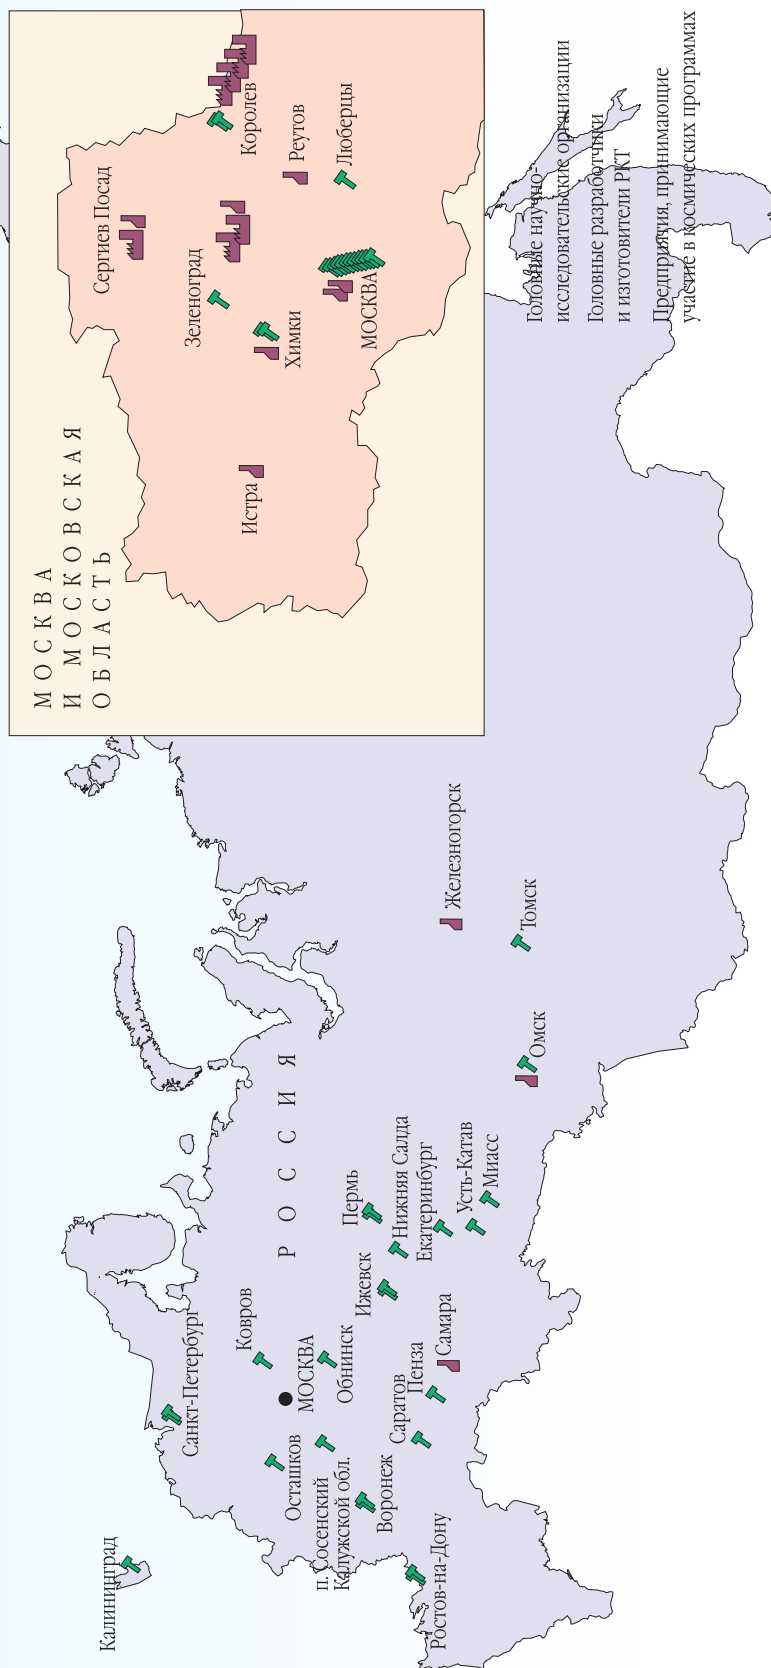 МОСКВА
И МОСКОВСКАЯ
ОБЛАСТЬ
Сергиев Посад
Зеленоград
Королев
Реутов
Люберцы
Химки
МОСКВА
Истра
Головные научно-
исследовательские организации
Головные разработчики
и изготовители РКТ
Предприятия, принимающие
участие в космических программах
Калининград
Санкт-Петербург
Ковров
РОССИЯ
МОСКВА
Осташков
Обнинск
п. Сосенский
Калужской обл.
Воронеж
Ростов-на-Дону
Саратов
Пенза
Самара
Ижевск
Пермь
Нижняя Салда
Екатеринбург
Усть-Катав
Миасс
Омск
Томск
Железногорск